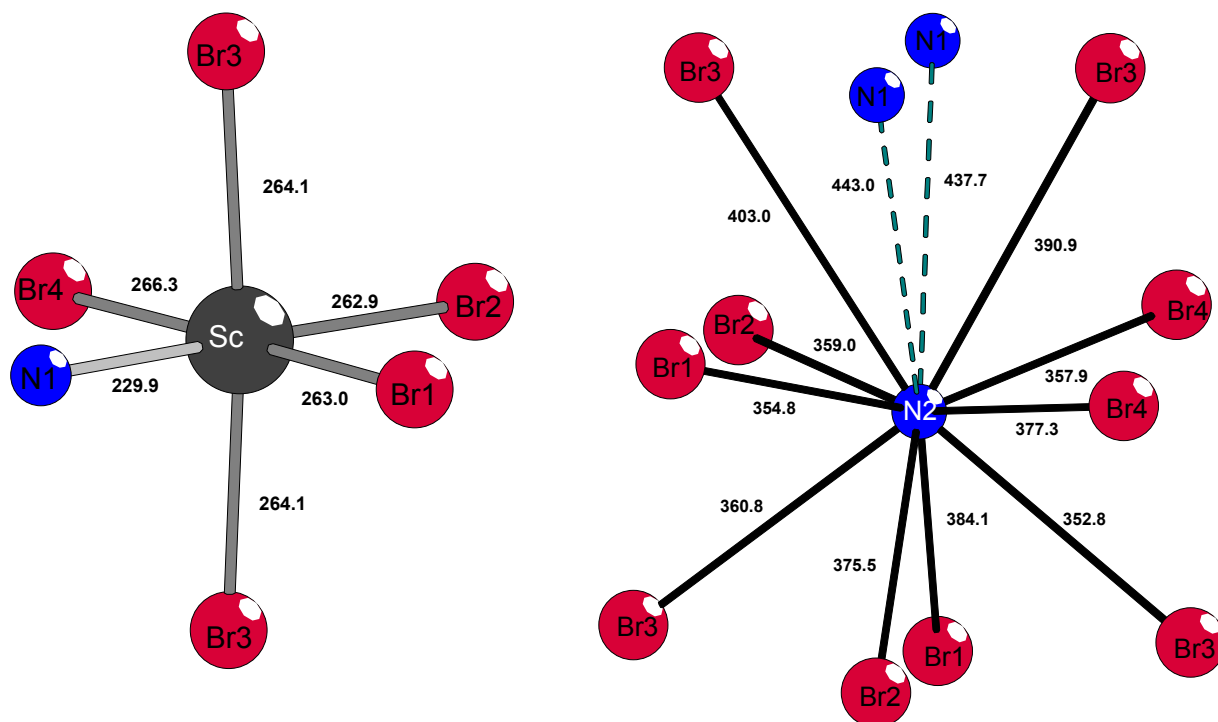 Br3
264.1
Br4
266.3
Sc
262.9
Br2
N1
229.9
263.0
Br1
264.1
Br3
N1
Br3
N1
Br3
443.0
437.7
403.0
390.9
Br2
Br4
Br1
359.0
357.9
354.8
N2
Br4
377.3
360.8
384.1
352.8
375.5
Br3
Br1
Br3
Br2